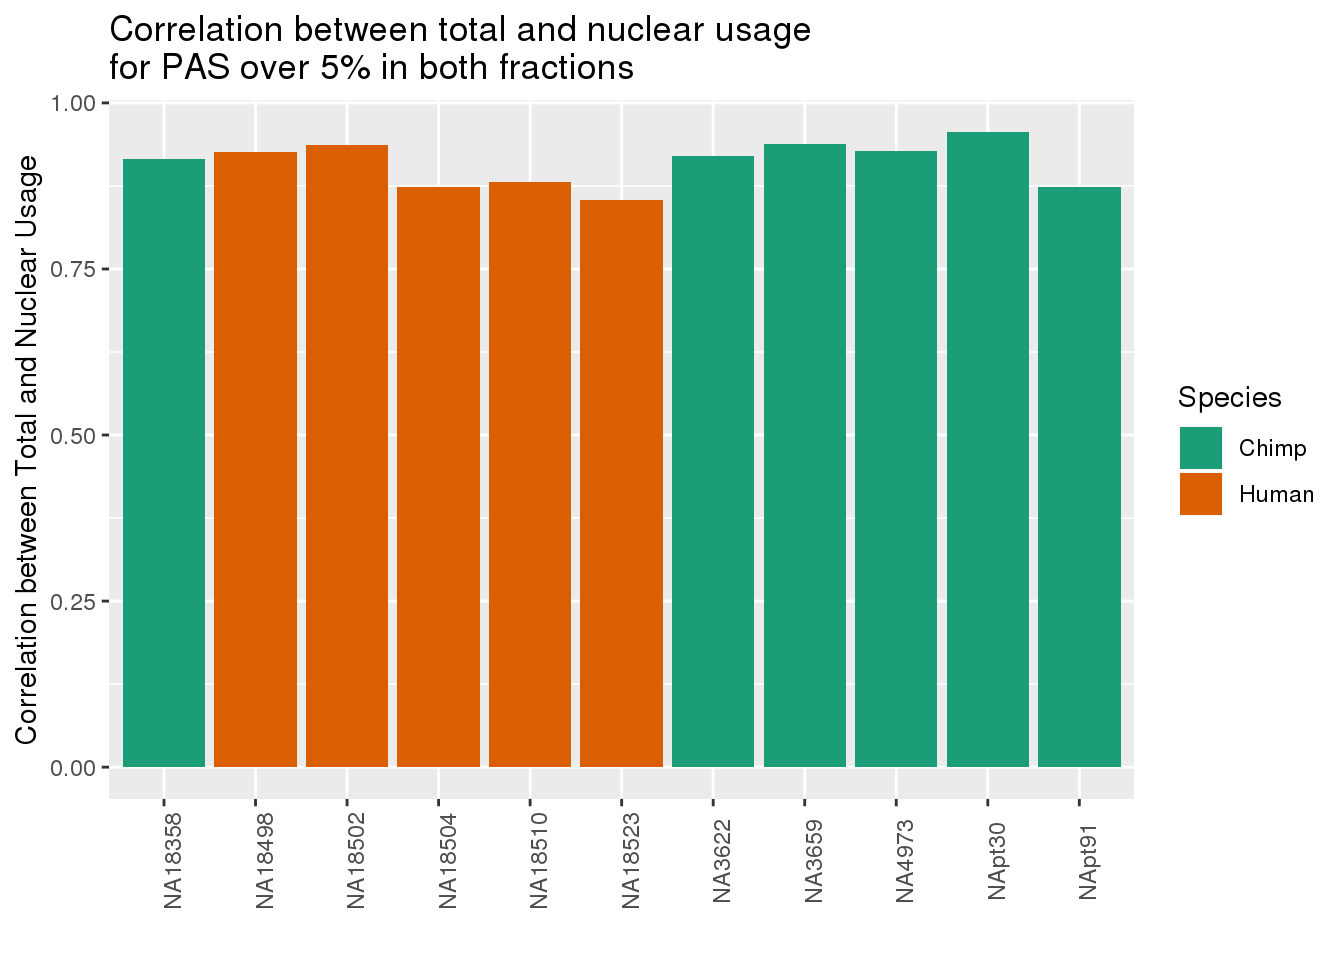 Correlation between total and nuclear usage
for PAS over 5% in both fractions
Correlation between Total and Nuclear Usage
1.00
0.75
0.50
0.25
0.00
NA18358
NA18498
NA18502
NA18504
NA18510
NA18523
NA3622
NA3659
NA4973
NApt30
NApt91
Species
Chimp
Human